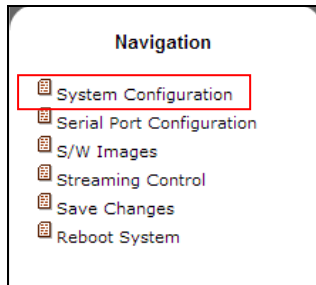 Navigation
System Configuration
Serial Port Configuration
S/W Images
Streaming Control
Save Changes
Reboot System